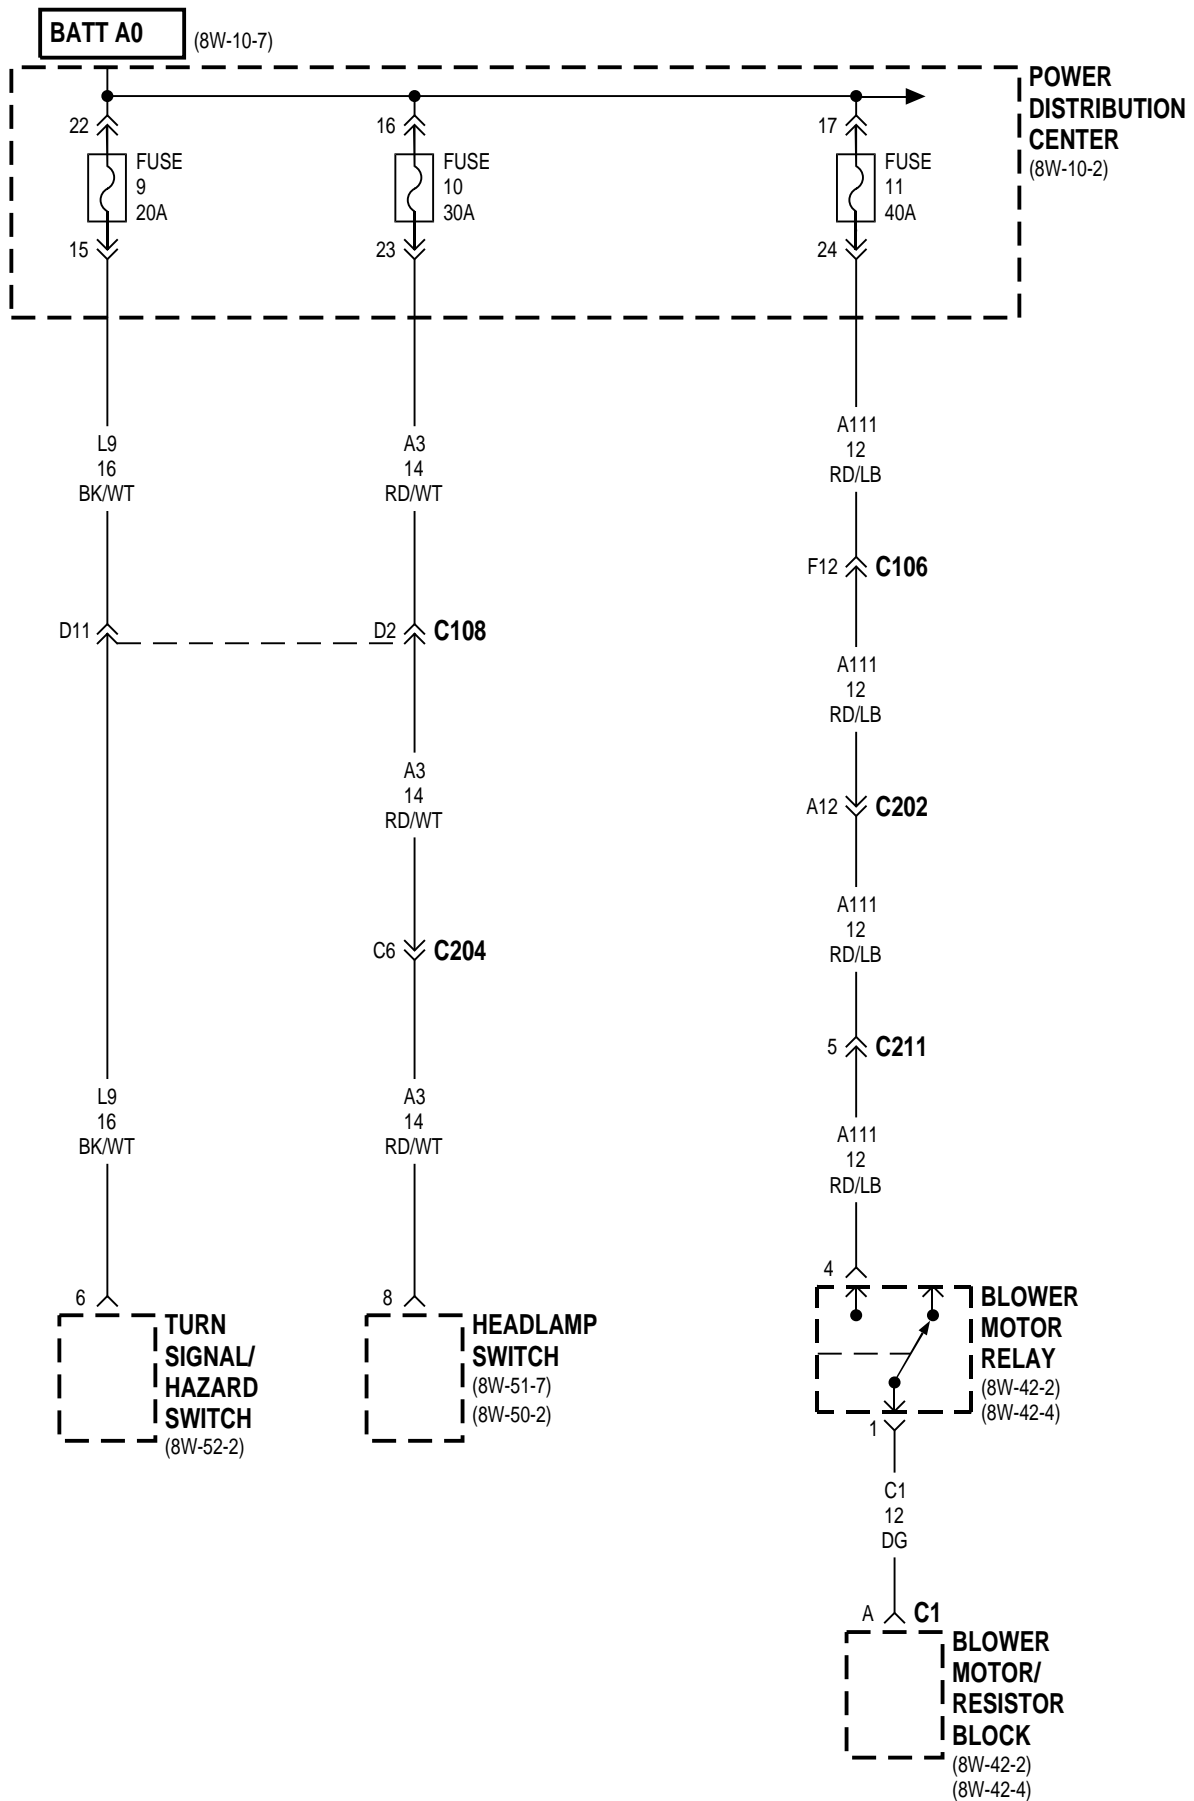 BATT A0
(8W-10-7)
POWER
DISTRIBUTION
CENTER
(8W-10-2)
22
FUSE
9
20A
15
16
FUSE
10
30A
23
17
FUSE
11
40A
24
L9
16
BK/WT
A3
14
RD/WT
A111
12
RD/LB
F12
C106
D11
D2
C108
A111
12
RD/LB
A3
14
RD/WT
A12
C202
A111
12
RD/LB
C6
C204
5
C211
L9
16
BK/WT
A3
14
RD/WT
A111
12
RD/LB
4
6
TURN
SIGNAL/
HAZARD
SWITCH
(8W-52-2)
8
HEADLAMP
SWITCH
(8W-51-7)
(8W-50-2)
BLOWER
MOTOR
RELAY
(8W-42-2)
(8W-42-4)
1
C1
12
DG
A
C1
BLOWER
MOTOR/
RESISTOR
BLOCK
(8W-42-2)
(8W-42-4)